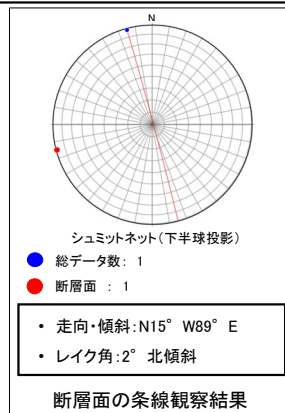 N
シュミットネット(下半球投影)
総データ数: 1
断層面 : 1
・ 走向・傾斜:N15°W89°E
・ レイク角:2°北傾斜
断層面の条線観察結果